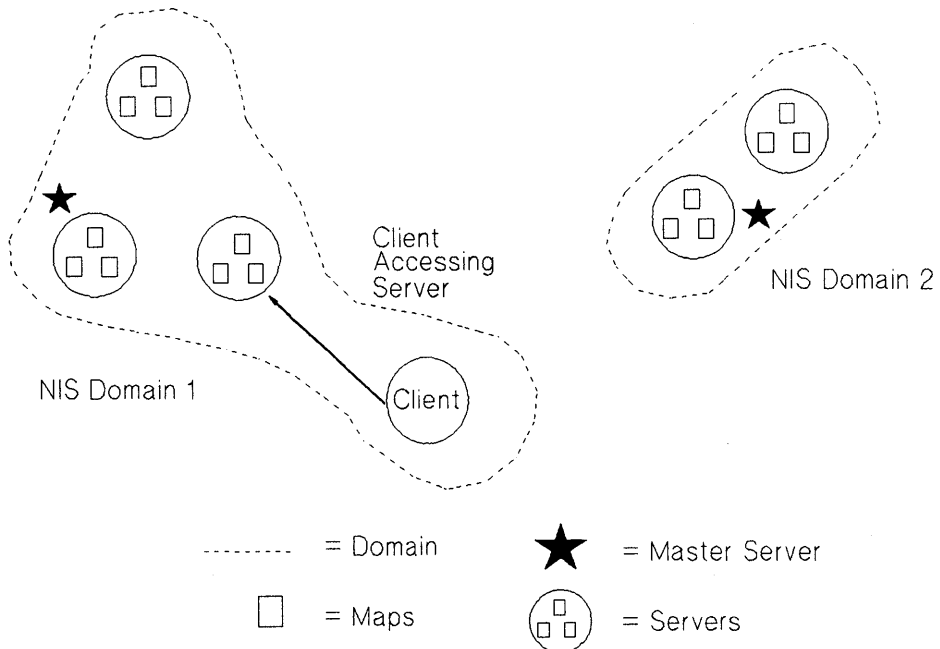 Client
Accessing
Server
NIS Domain 2
NIS Domain 1
Client
= Domain
= Master Server
= Maps
= Servers